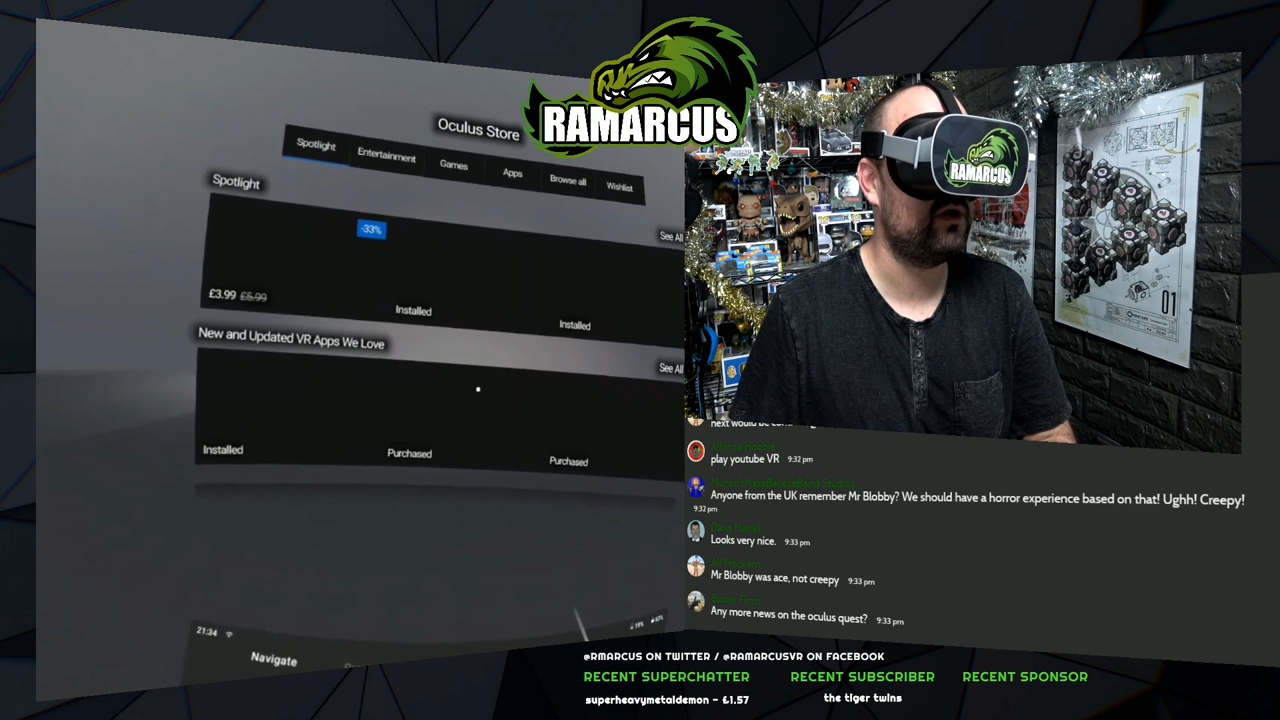 RAMARCUS
Oculus Store
Spotlight
Entertainment
Games
Apps
Browse all
Wishlist
Spotlight
See All
-33%
£3.99 £5.99
Installed
Installed
New and Updated VR Apps We Love
See All
Installed
Purchased
Purchased
21:34
19%
Navigate
RAMARCUS
01
next would be
play youtube VR 9:32 pm
Anyone from the UK remember Mr Blobby? We should have a horror experience based on that! Ughh! Creepy!
9:32 pm
Looks very nice. 9:33 pm
Mr Blobby was ace, not creepy 9:33 pm
Any more news on the oculus quest? 9:33 pm
@RMARCUS ON TWITTER / @RAMARCUSVR ON FACEBOOK
RECENT SUPERCHATTER
RECENT SUBSCRIBER
RECENT SPONSOR
superheavymetaldemon - £1.57
the tiger twins